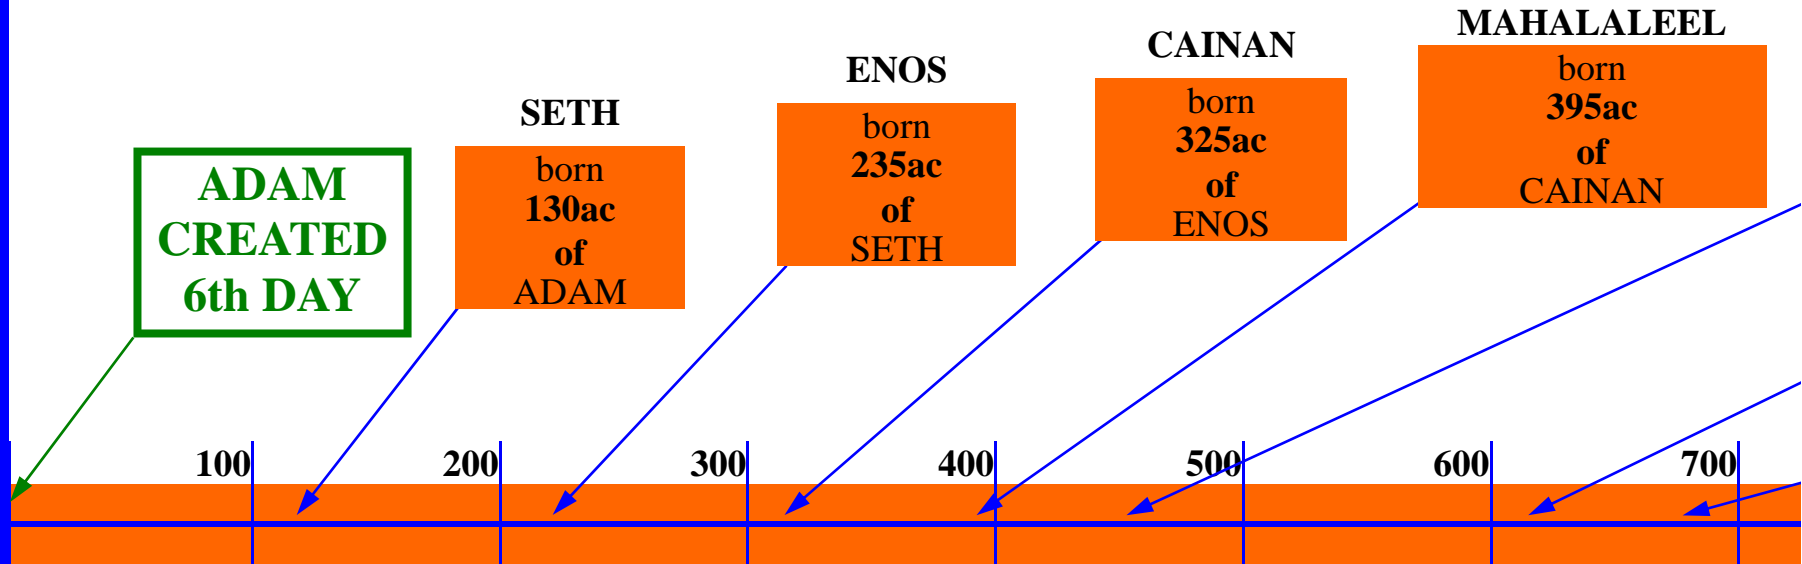 ADAM
CREATED
6th DAY
SETH
born
130ac
of
ADAM
ENOS
born
235ac
of
SETH
CAINAN
born
325ac
of
ENOS
MAHALALEEL
born
395ac
of
CAINAN
100
200
300
400
500
600
700